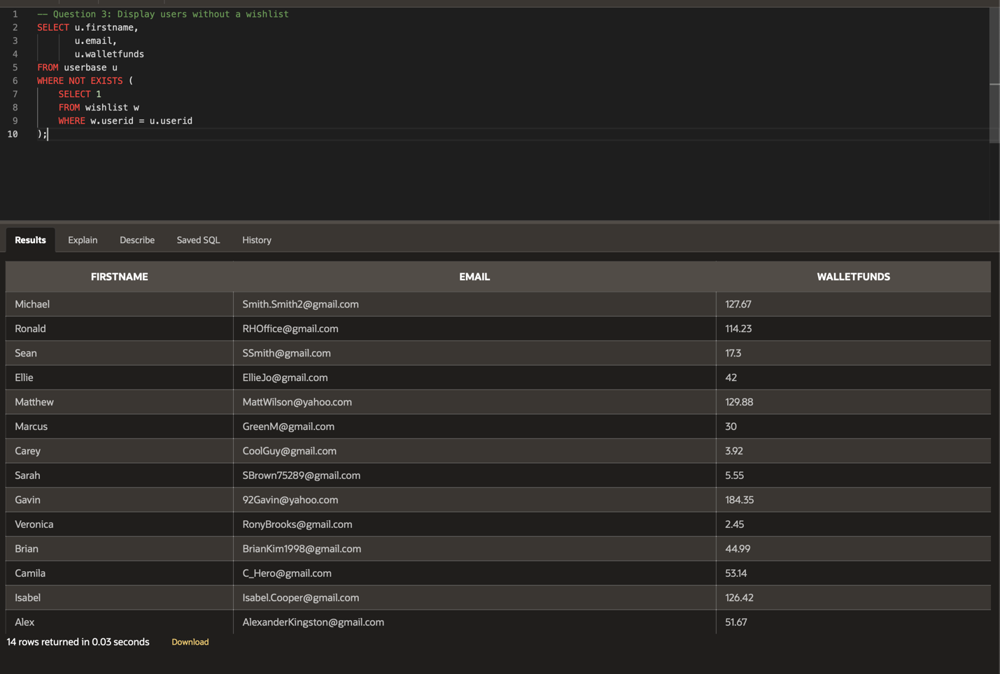 1 -- Question 3: Display users without a wishlist
2 SELECT u.firstname,
3 u.email,
4 u.walletfunds
5 FROM userbase u
6 WHERE NOT EXISTS (
7 SELECT 1
8 FROM wishlist w
9 WHERE w.userid = u.userid
10 );
Results Explain Describe Saved SQL History
FIRSTNAME EMAIL WALLETFUNDS
Michael Smith.Smith2@gmail.com 127.67
Ronald RHOffice@gmail.com 114.23
Sean SSmith@gmail.com 17.3
Ellie EllieJo@gmail.com 42
Matthew MattWilson@yahoo.com 129.88
Marcus GreenM@gmail.com 30
Carey CoolGuy@gmail.com 3.92
Sarah SBrown75289@gmail.com 5.55
Gavin 92Gavin@yahoo.com 184.35
Veronica RonyBrooks@gmail.com 2.45
Brian BrianKim1998@gmail.com 44.99
Camila C_Hero@gmail.com 53.14
Isabel Isabel.Cooper@gmail.com 126.42
Alex AlexanderKingston@gmail.com 51.67
14 rows returned in 0.03 seconds Download